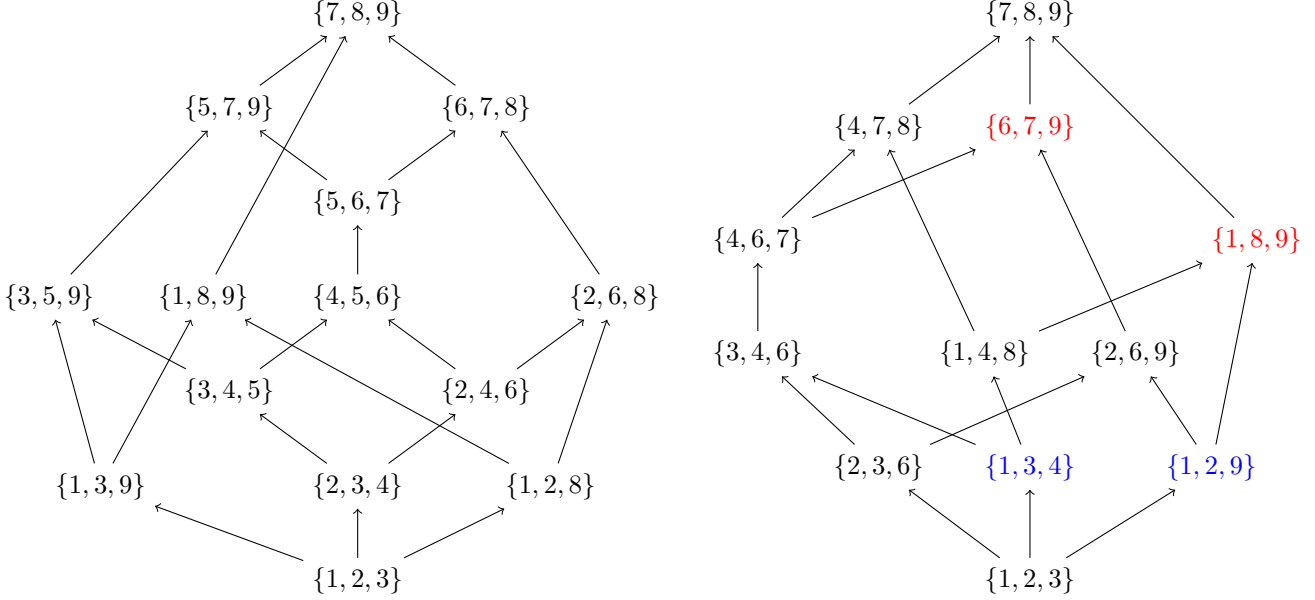 {7, 8, 9}
{5, 7, 9}
{6, 7, 8}
{5, 6, 7}
{3, 5, 9}
{1, 8, 9}
{4, 5, 6}
{2, 6, 8}
{3, 4, 5}
{2, 4, 6}
{1, 3, 9}
{2, 3, 4}
{1, 2, 8}
{1, 2, 3}
{7, 8, 9}
{4, 7, 8}
{6, 7, 9}
{4, 6, 7}
{1, 8, 9}
{3, 4, 6}
{1, 4, 8}
{2, 6, 9}
{2, 3, 6}
{1, 3, 4}
{1, 2, 9}
{1, 2, 3}